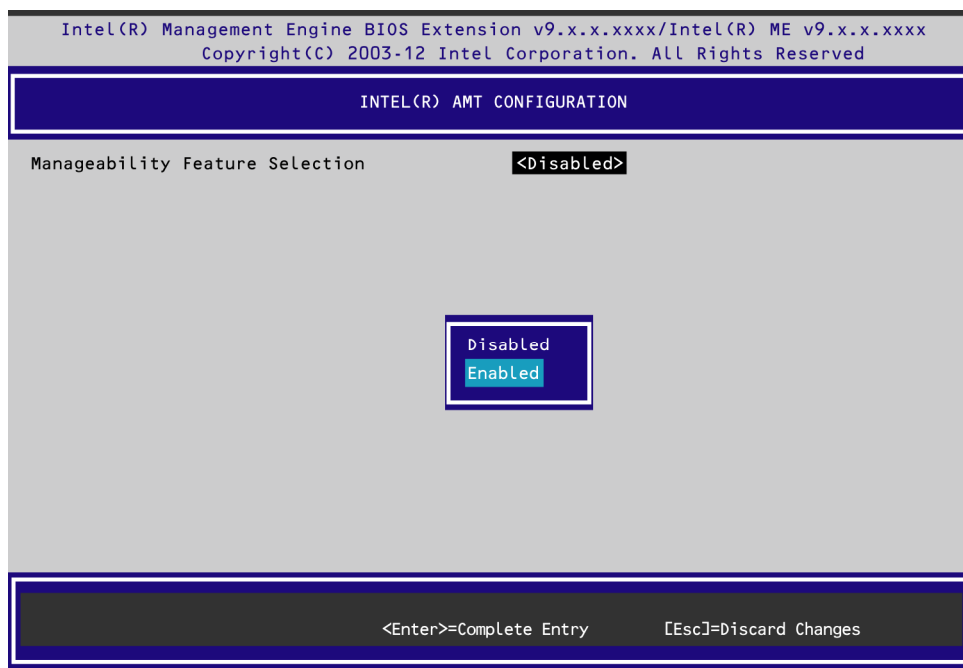 Intel(R) Management Engine BIOS Extension v9.x.x.xxxx/Intel(R) ME v9.x.x.xxxx
Copyright(C) 2003-12 Intel Corporation. All Rights Reserved
INTEL(R) AMT CONFIGURATION
Manageability Feature Selection <Disabled>
Disabled
Enabled
<Enter>=Complete Entry [Esc]=Discard Changes